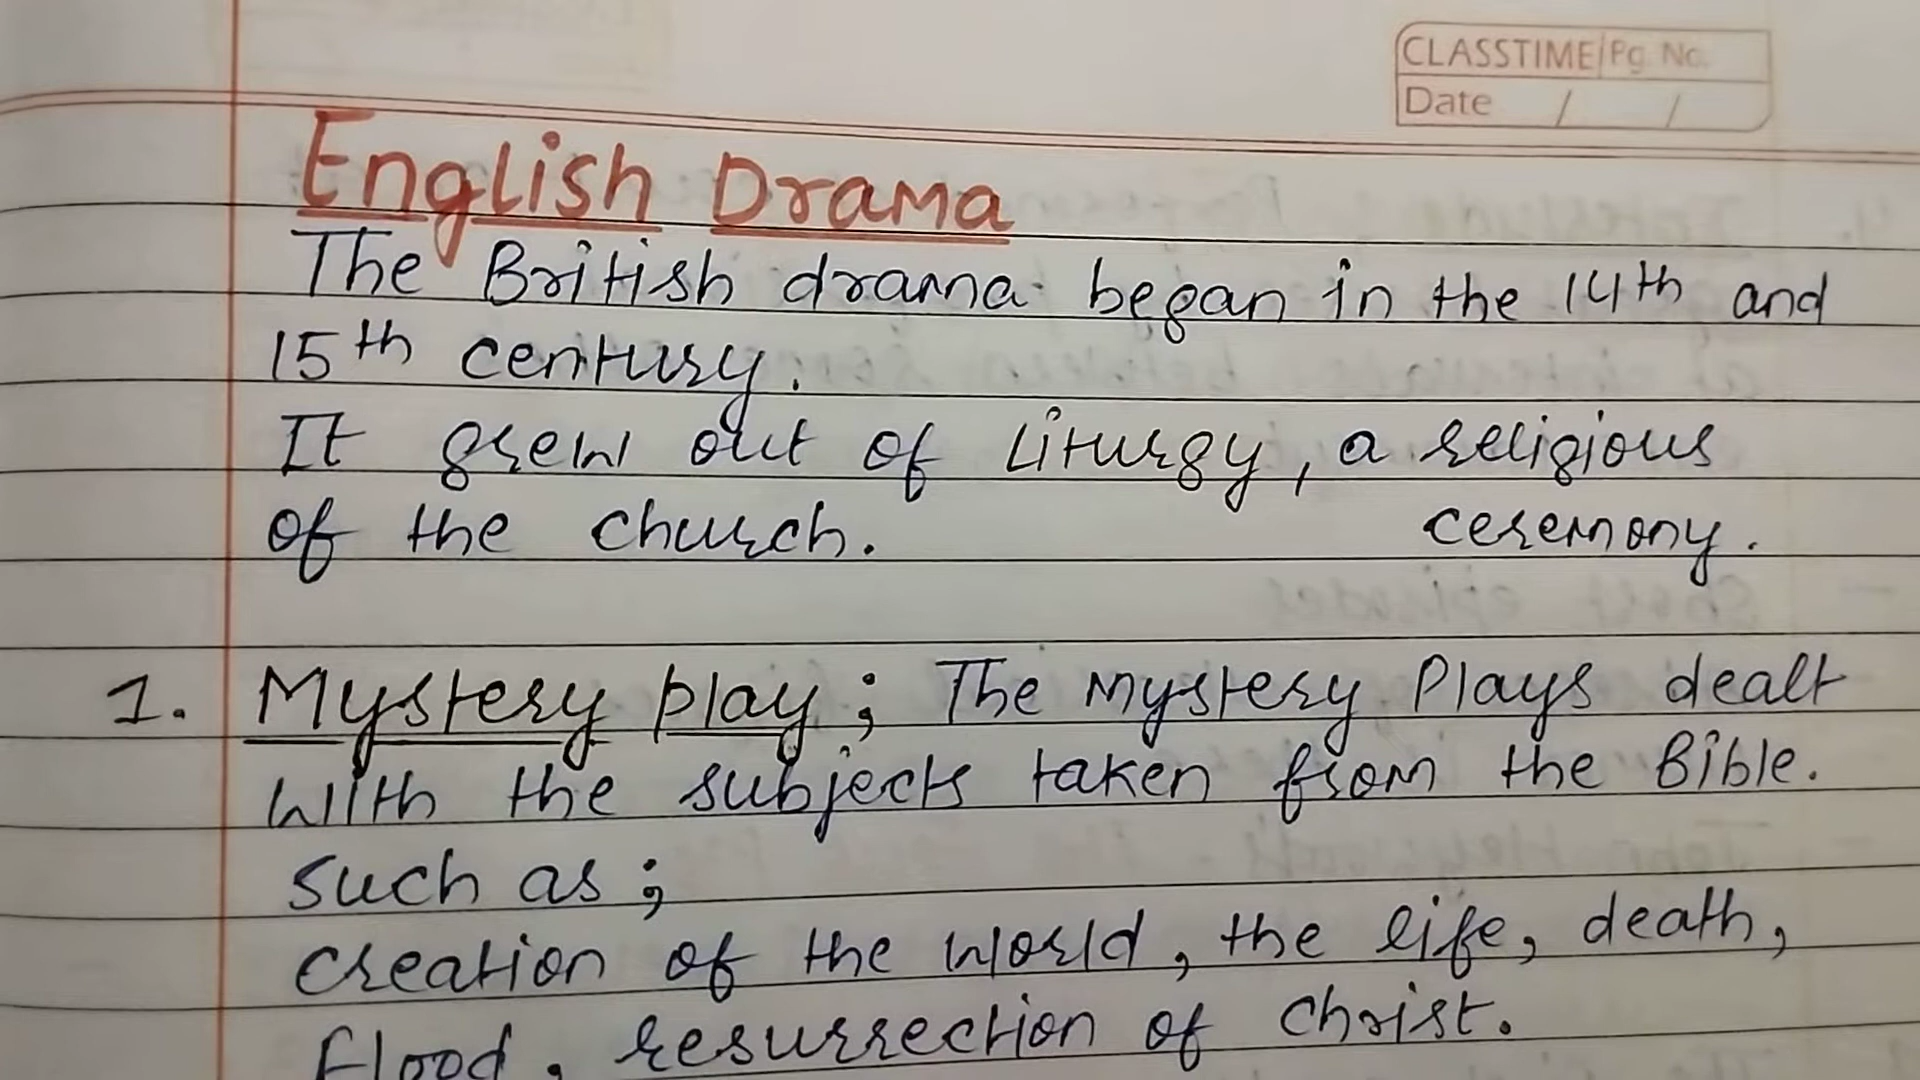 CLASSTIME Pg. No.
Date / /
English Drama
The British drama began in the 14th and
15th century.
It grew out of Liturgy, a religious
of the church. ceremony.
1. Mystery play ; The Mystery Plays dealt
with the subjects taken from the Bible.
such as ;
creation of the world, the life, death,
flood, resurrection of christ.